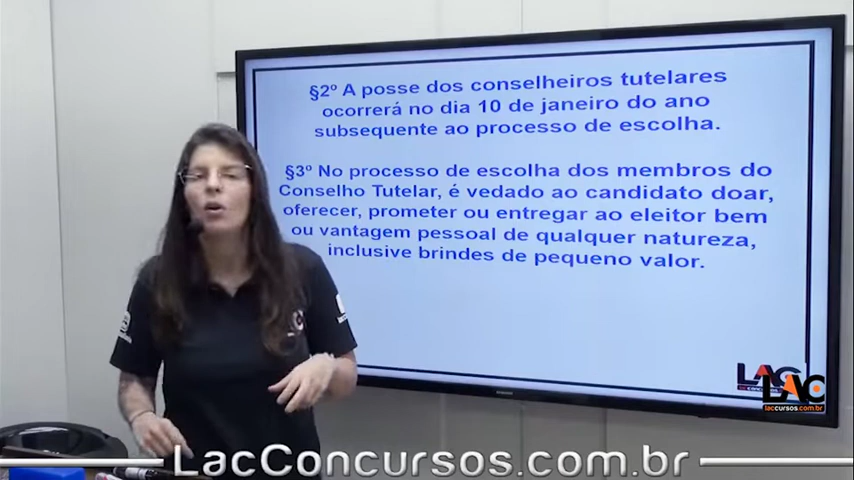 §2º A posse dos conselheiros tutelares
ocorrerá no dia 10 de janeiro do ano
subsequente ao processo de escolha.
§3º No processo de escolha dos membros do
Conselho Tutelar, é vedado ao candidato doar,
oferecer, prometer ou entregar ao eleitor bem
ou vantagem pessoal de qualquer natureza,
inclusive brindes de pequeno valor.
LAC
LAC
lacconcursos.com.br
LacConcursos.com.br